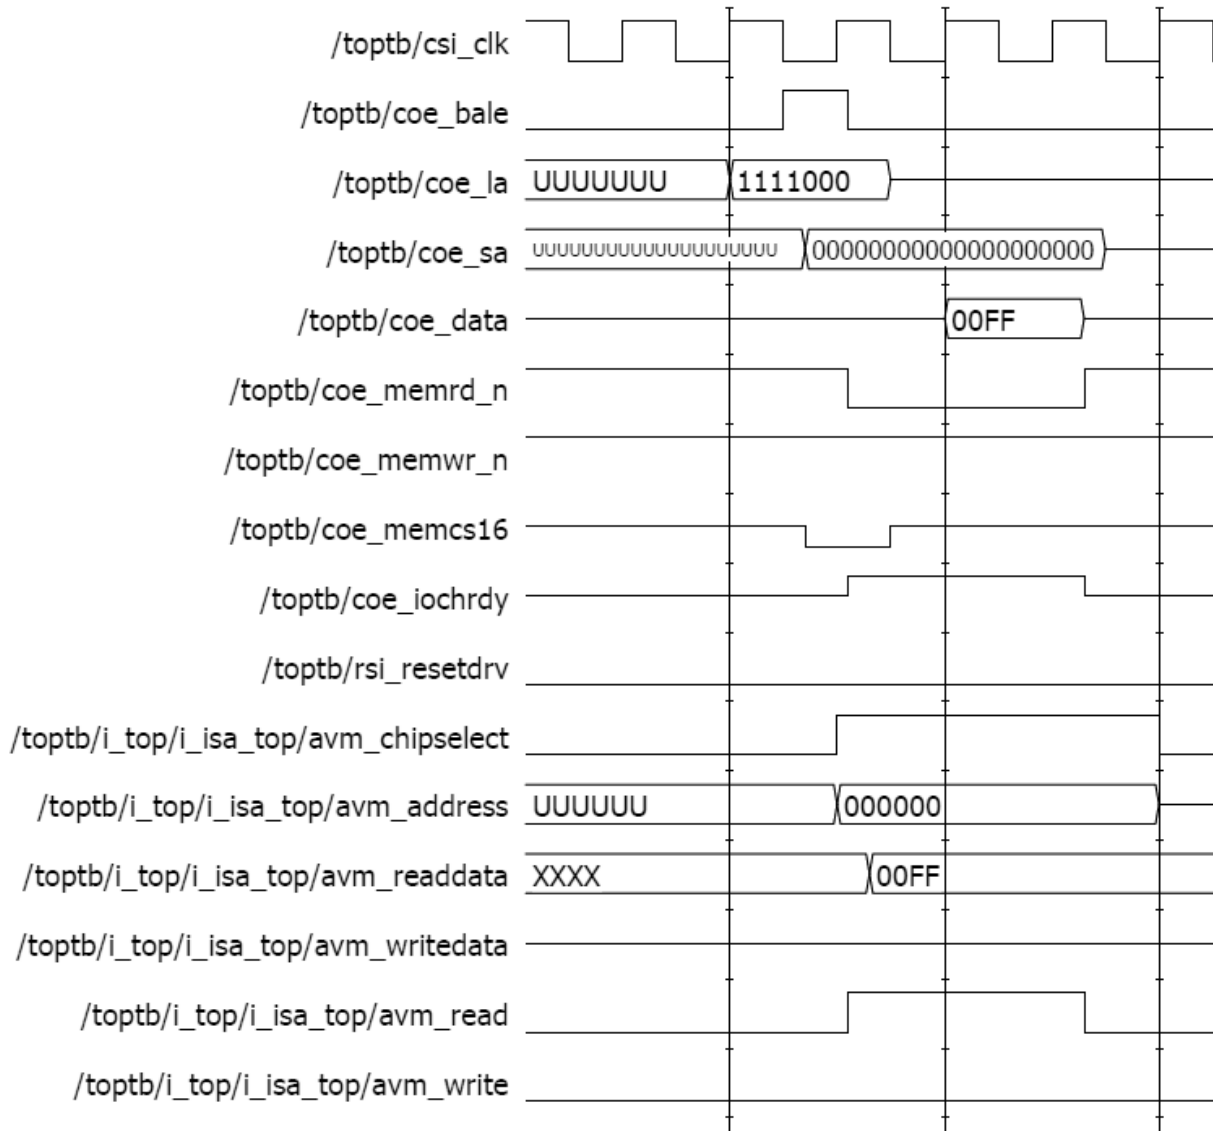 /toptb/csi_clk
/toptb/coe_bale
/toptb/coe_la UUUUUUU 1111000
/toptb/coe_sa UUUUUUUUUUUUUUUUUUUU 00000000000000000000
/toptb/coe_data 00FF
/toptb/coe_memrd_n
/toptb/coe_memwr_n
/toptb/coe_memcs16
/toptb/coe_iochrdy
/toptb/rsi_resetdrv
/toptb/i_top/i_isa_top/avm_chipselect
/toptb/i_top/i_isa_top/avm_address UUUUUU 000000
/toptb/i_top/i_isa_top/avm_readdata XXXX 00FF
/toptb/i_top/i_isa_top/avm_writedata
/toptb/i_top/i_isa_top/avm_read
/toptb/i_top/i_isa_top/avm_write